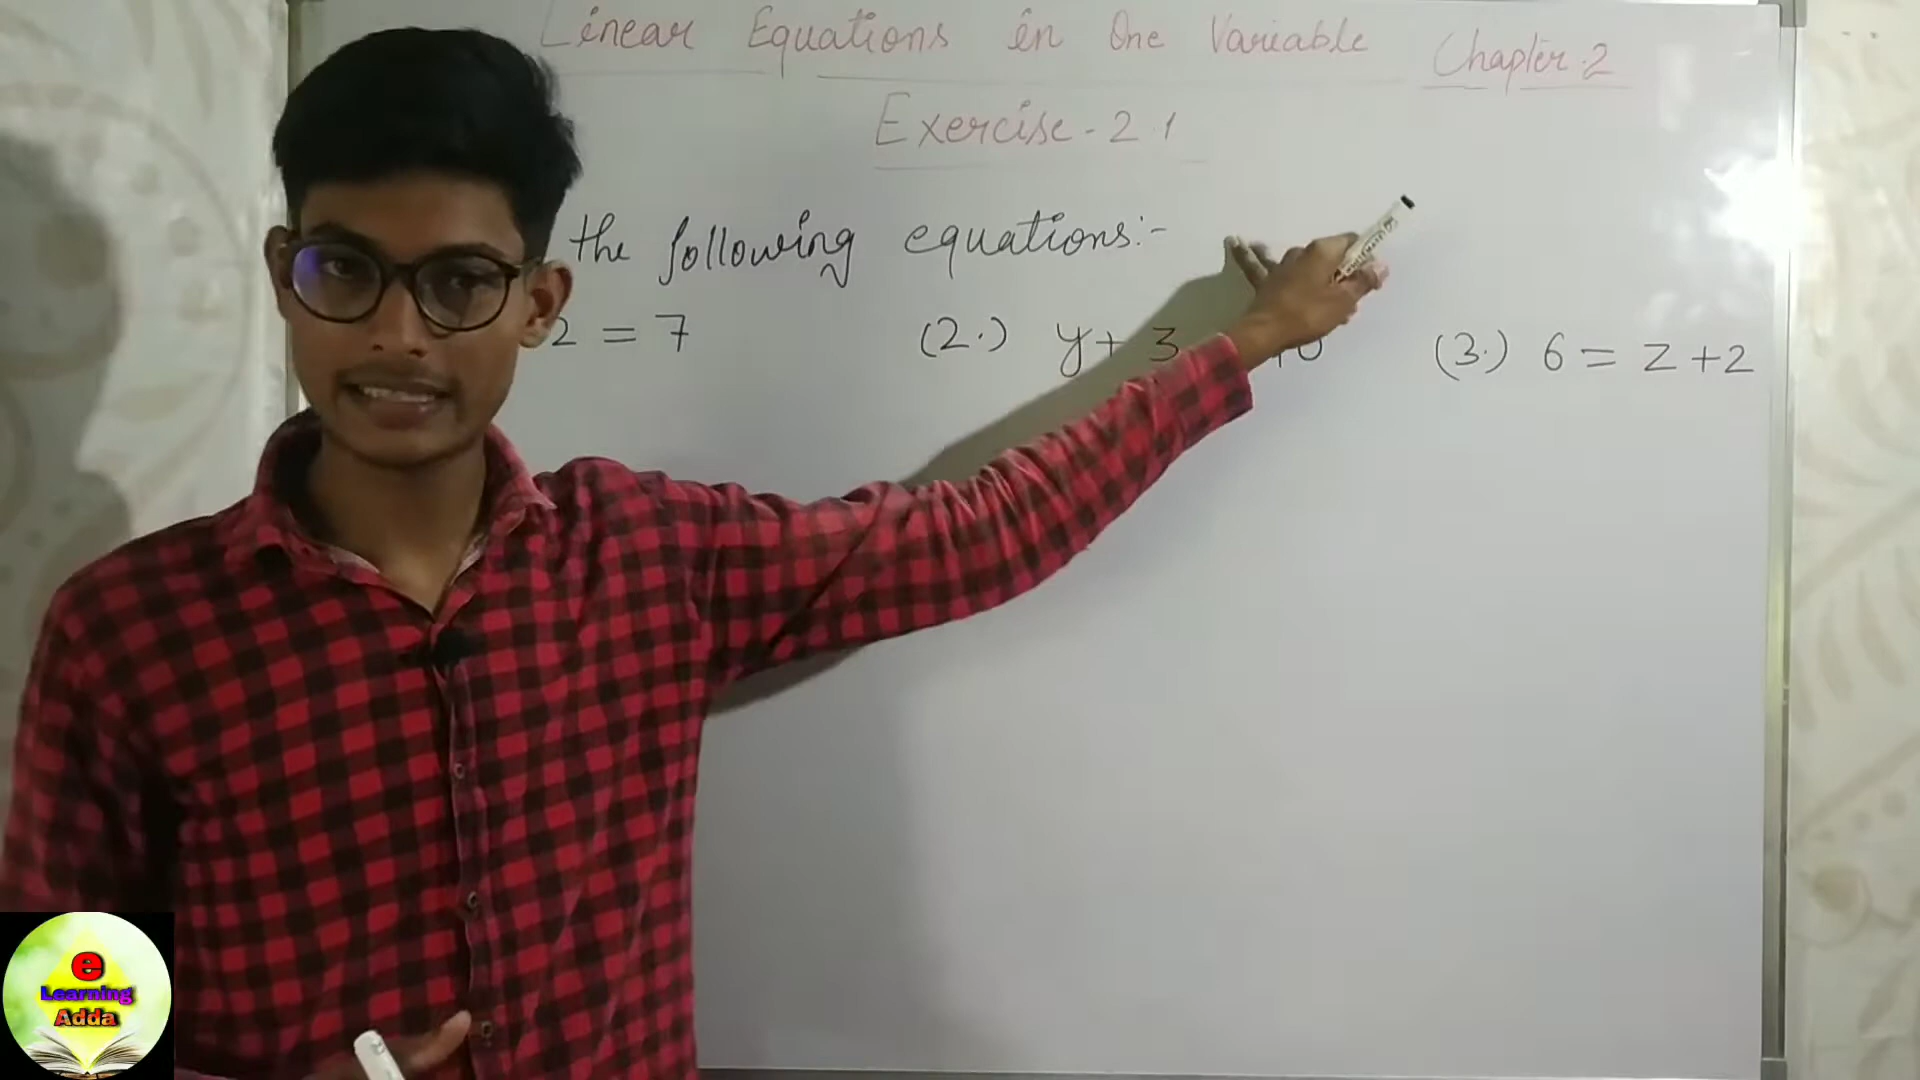 Linear Equations in One Variable Chapter.2
Exercise-2.1
the following equations:-
2 = 7 (2.) y+ 3 10 (3.) 6 = z +2
e
Learning
Adda